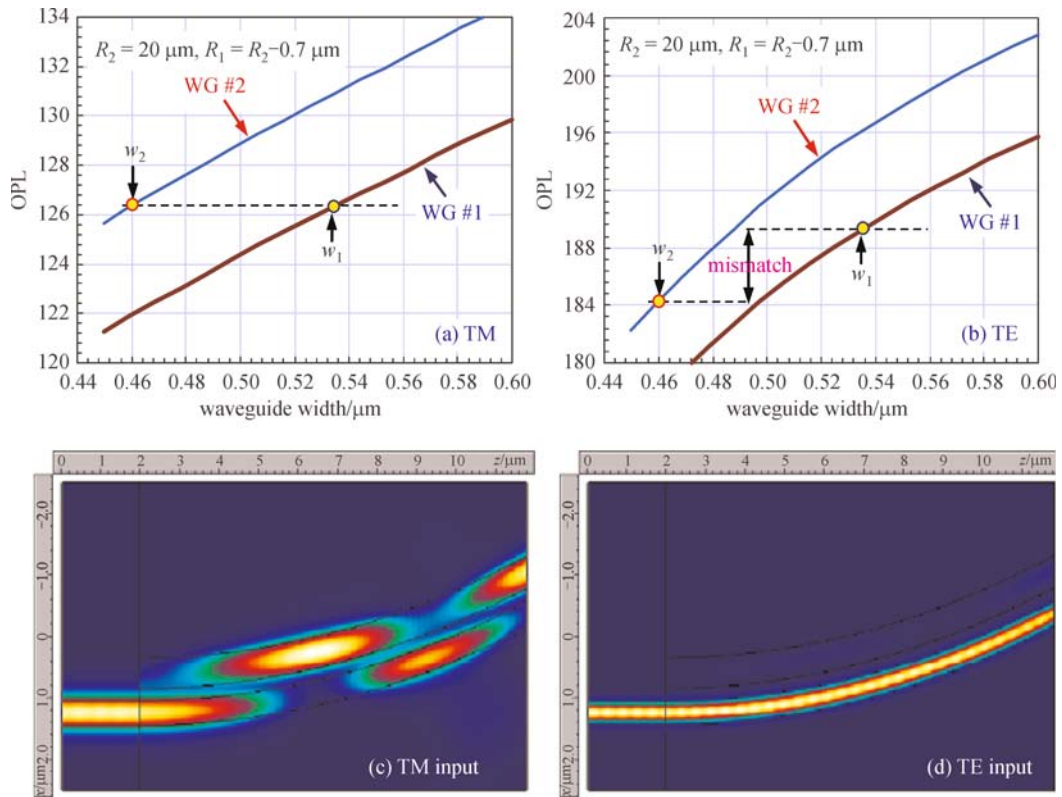 134
132
130
128
126
124
122
120
OPL
R₂ = 20 μm, R₁ = R₂−0.7 μm
WG #2
w₂
WG #1
w₁
(a) TM
0.44 0.46 0.48 0.50 0.52 0.54 0.56 0.58 0.60
waveguide width/μm
204
200
196
192
188
184
180
OPL
R₂ = 20 μm, R₁ = R₂−0.7 μm
WG #2
WG #1
w₂
mismatch
w₁
(b) TE
0.44 0.46 0.48 0.50 0.52 0.54 0.56 0.58 0.60
waveguide width/μm
0 1 2 3 4 5 6 7 8 9 10 z/μm
−2.0
−1.0
0
1.0
x/μm2.0
(c) TM input
0 1 2 3 4 5 6 7 8 9 10 z/μm
−2.0
−1.0
0
1.0
x/μm2.0
(d) TE input